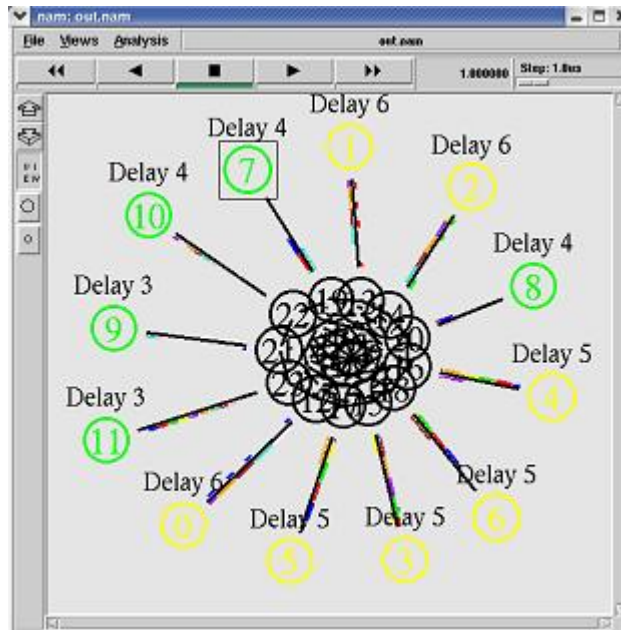 nam: out.nam
File Views Analysis out.nam
1.000000 Step: 1.0us
Delay 6
1
Delay 4
7
Delay 6
2
Delay 4
10
Delay 4
8
Delay 3
9
Delay 5
4
Delay 3
11
Delay 6
0
Delay 5
5
Delay 5
3
Delay 5
6
22